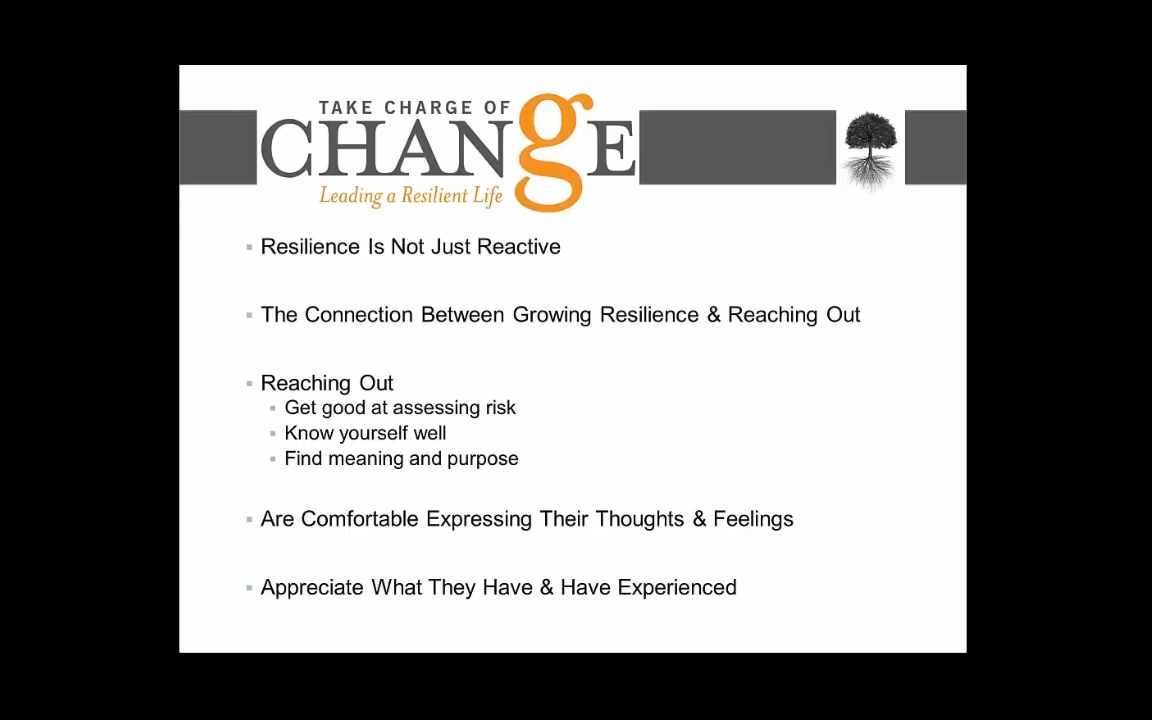 TAKE CHARGE OF
CHANgE
Leading a Resilient Life
Resilience Is Not Just Reactive
The Connection Between Growing Resilience & Reaching Out
Reaching Out
Get good at assessing risk
Know yourself well
Find meaning and purpose
Are Comfortable Expressing Their Thoughts & Feelings
Appreciate What They Have & Have Experienced